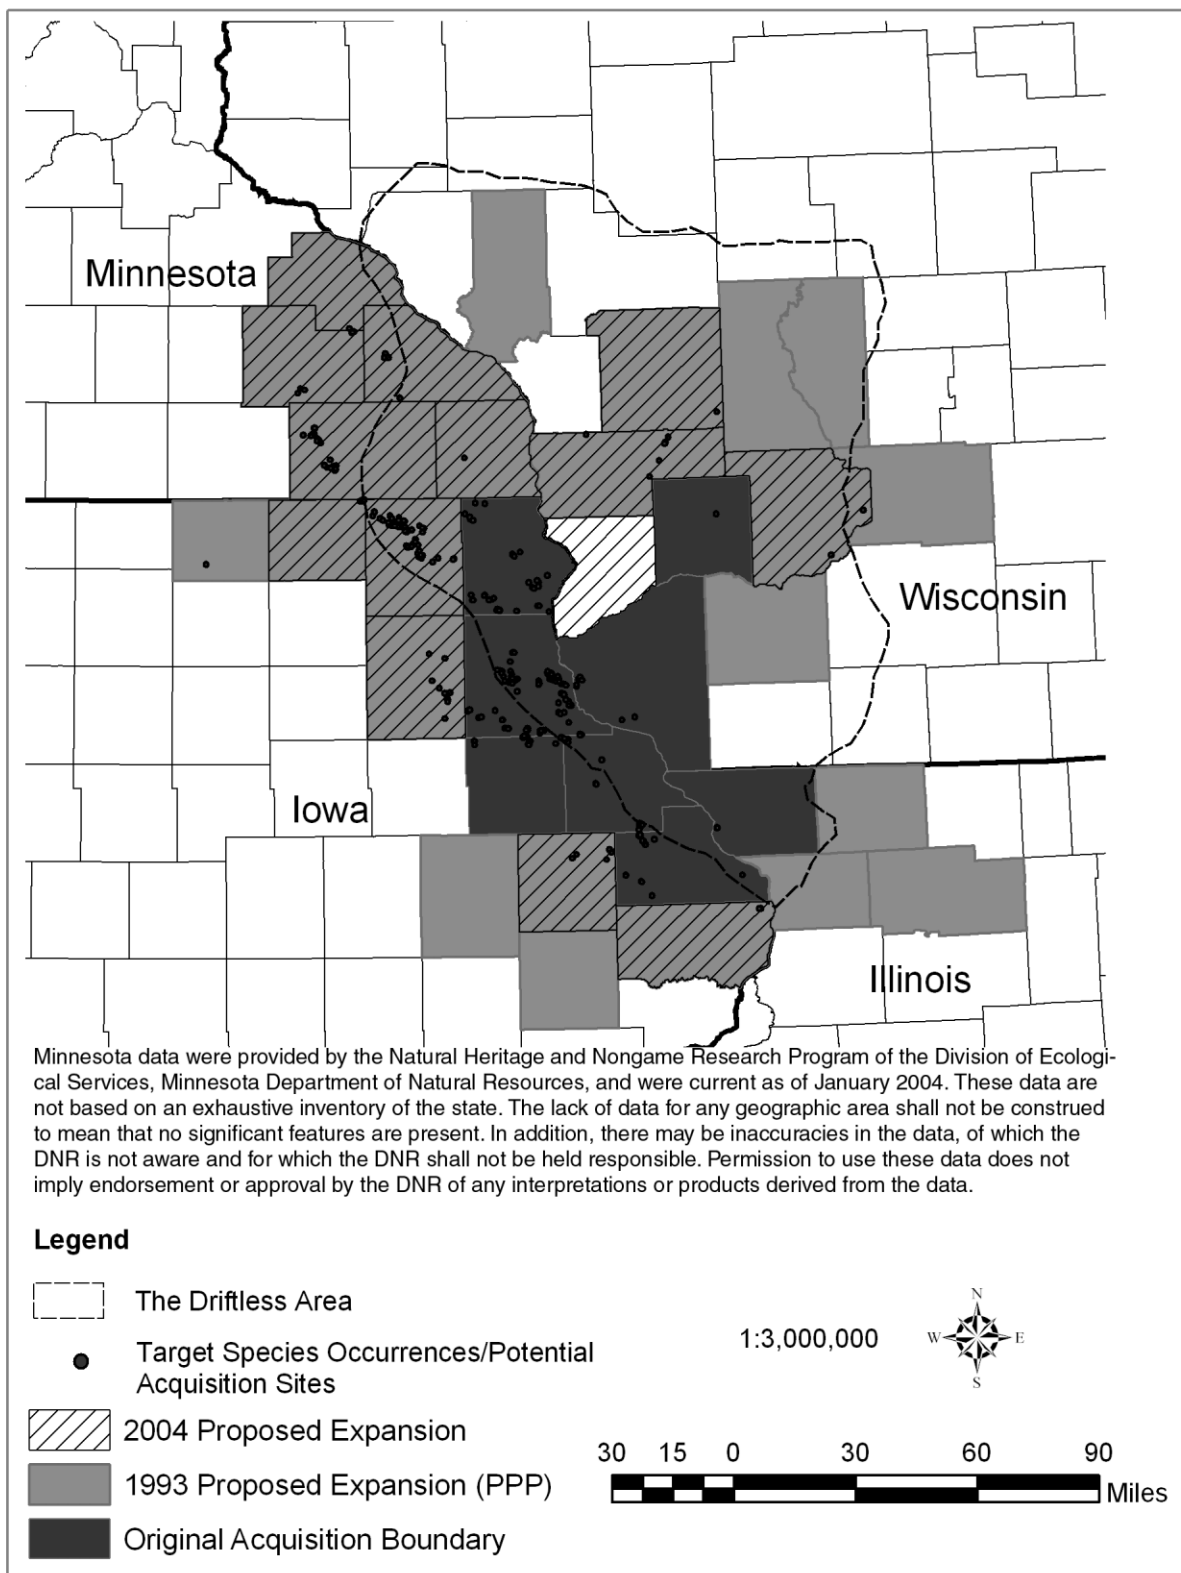 Minnesota
Wisconsin
Iowa
Illinois
Minnesota data were provided by the Natural Heritage and Nongame Research Program of the Division of Ecologi-
cal Services, Minnesota Department of Natural Resources, and were current as of January 2004. These data are
not based on an exhaustive inventory of the state. The lack of data for any geographic area shall not be construed
to mean that no significant features are present. In addition, there may be inaccuracies in the data, of which the
DNR is not aware and for which the DNR shall not be held responsible. Permission to use these data does not
imply endorsement or approval by the DNR of any interpretations or products derived from the data.
Legend
The Driftless Area
Target Species Occurrences/Potential
Acquisition Sites
2004 Proposed Expansion
1993 Proposed Expansion (PPP)
Original Acquisition Boundary
1:3,000,000
N
W E
S
30 15 0 30 60 90
Miles